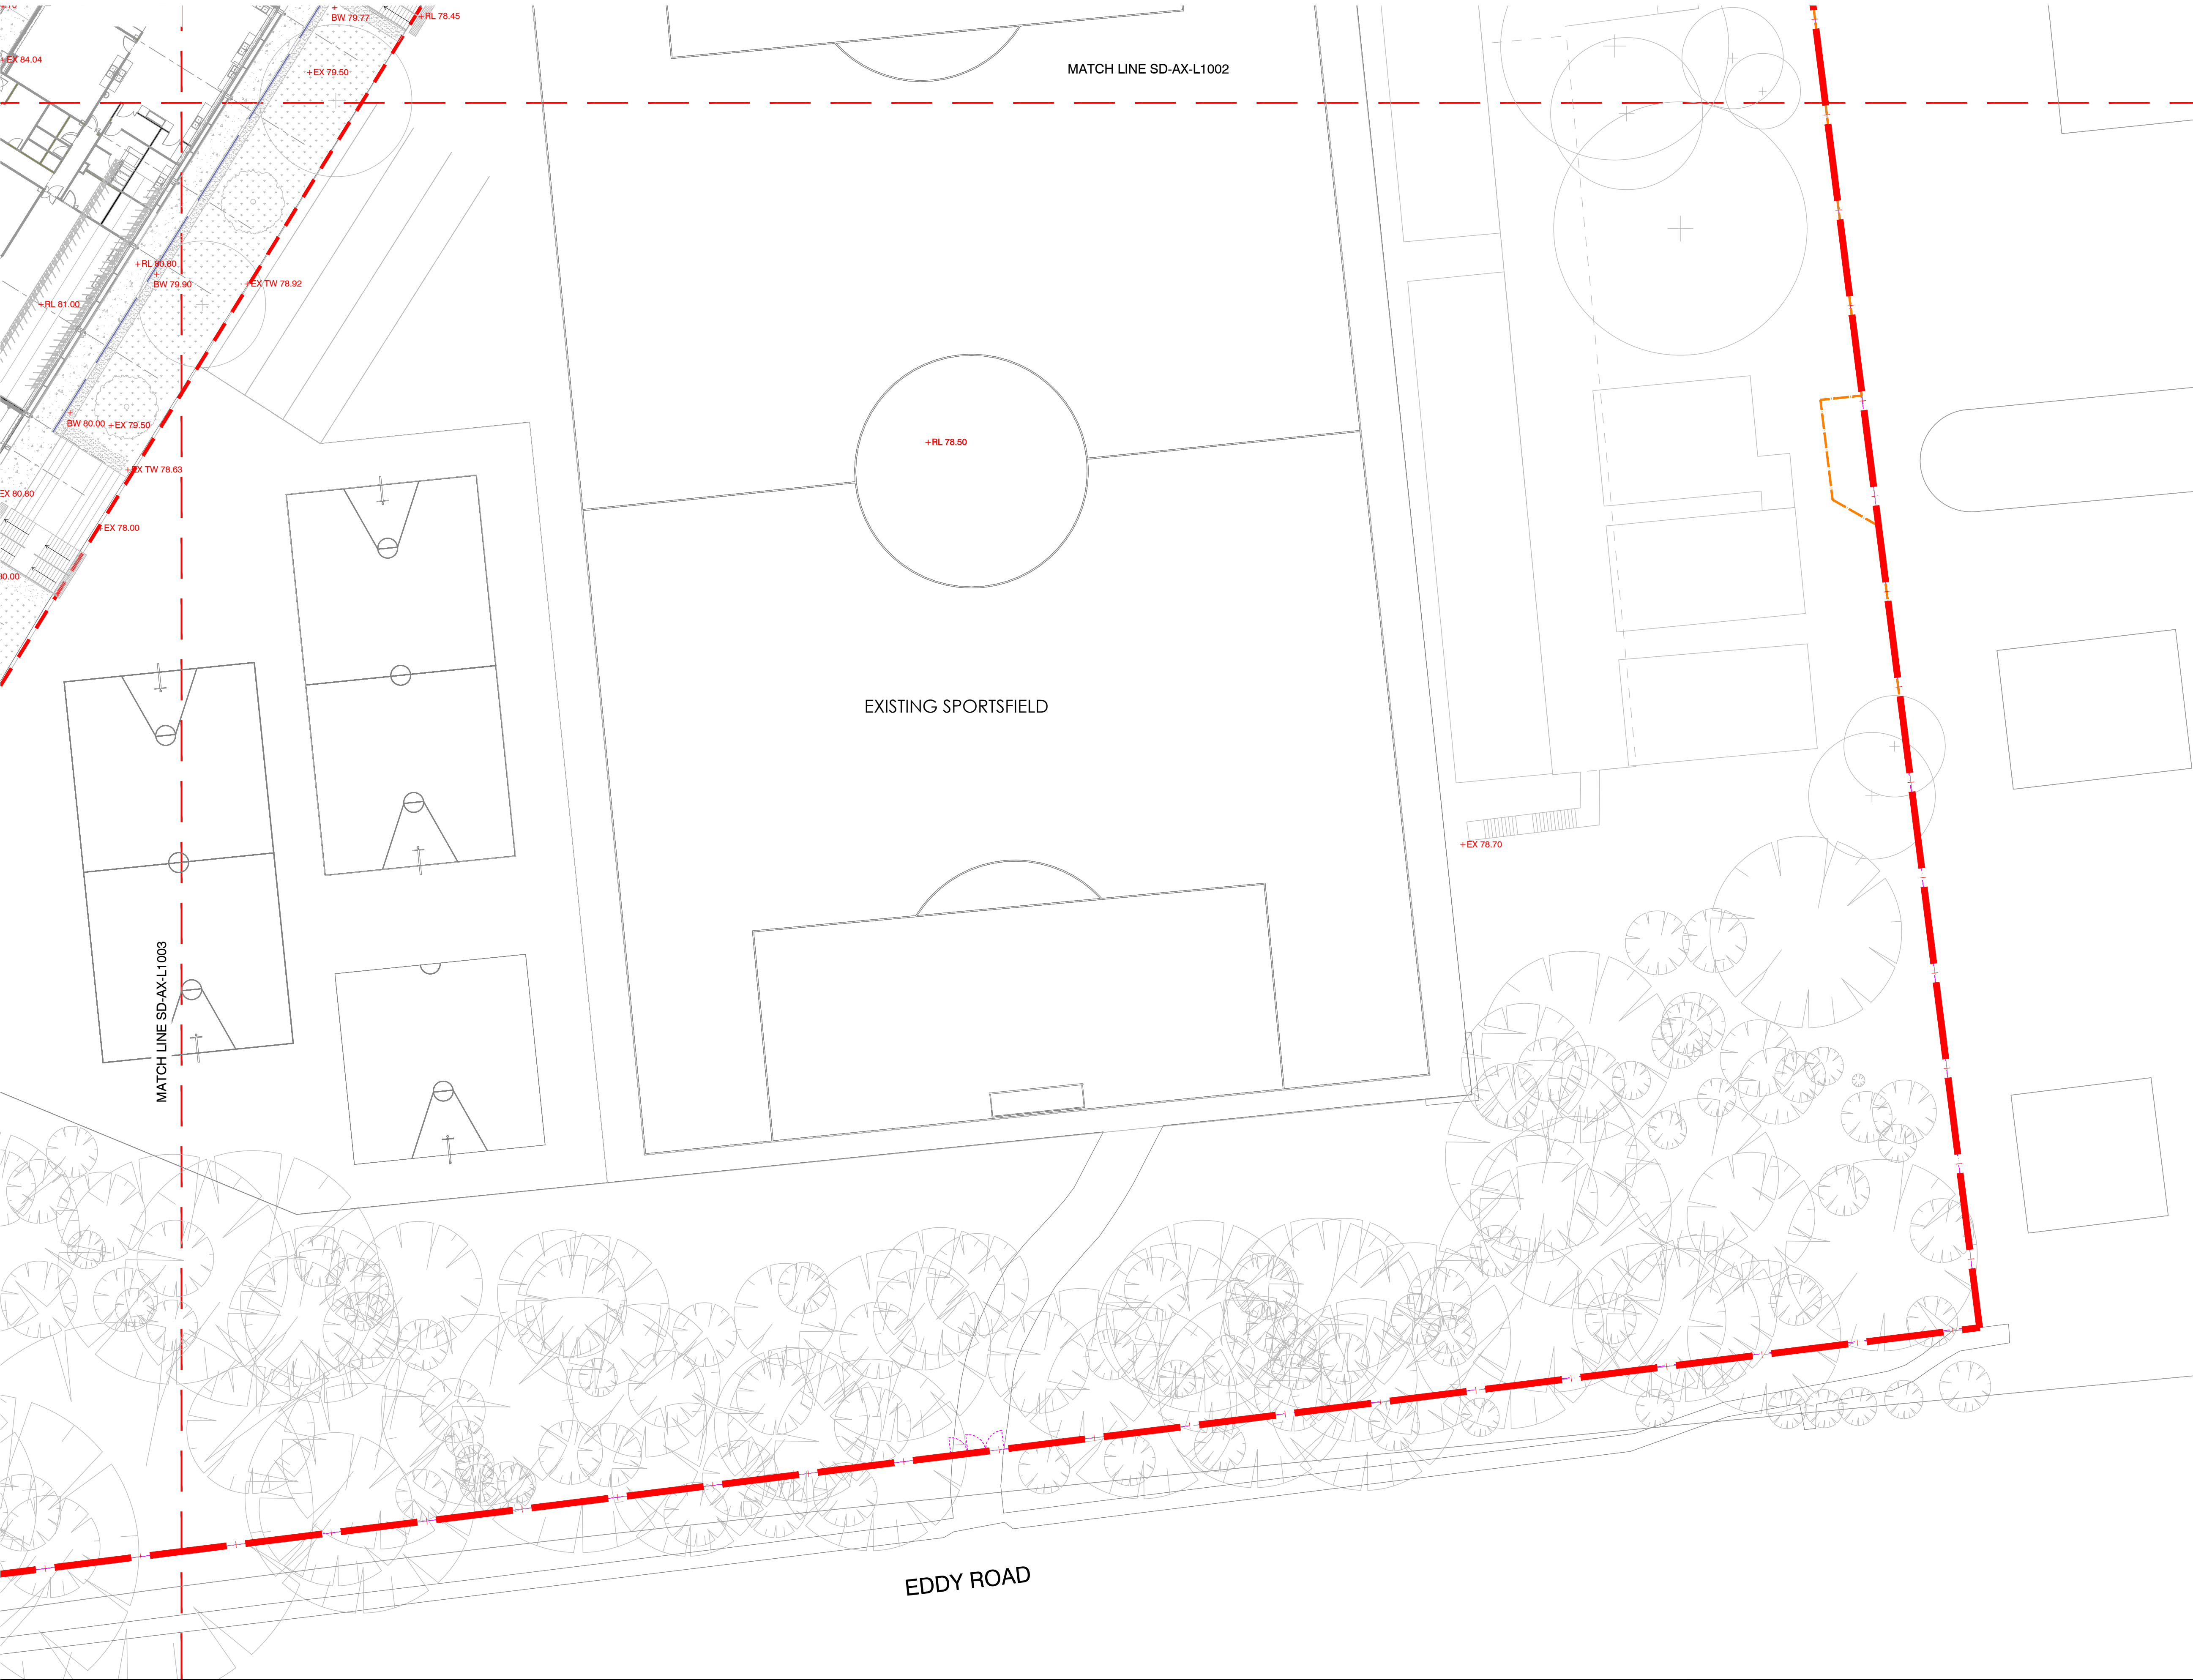 BW 79.77
+RL 78.45
+EX 84.04
+EX 79.50
MATCH LINE SD-AX-L1002
+RL 80.80
BW 79.90
+EX TW 78.92
+RL 81.00
BW 80.00
+EX 79.50
+RL 78.50
+EX TW 78.63
EX 80.80
+EX 78.00
80.00
EXISTING SPORTSFIELD
+EX 78.70
MATCH LINE SD-AX-L1003
EDDY ROAD